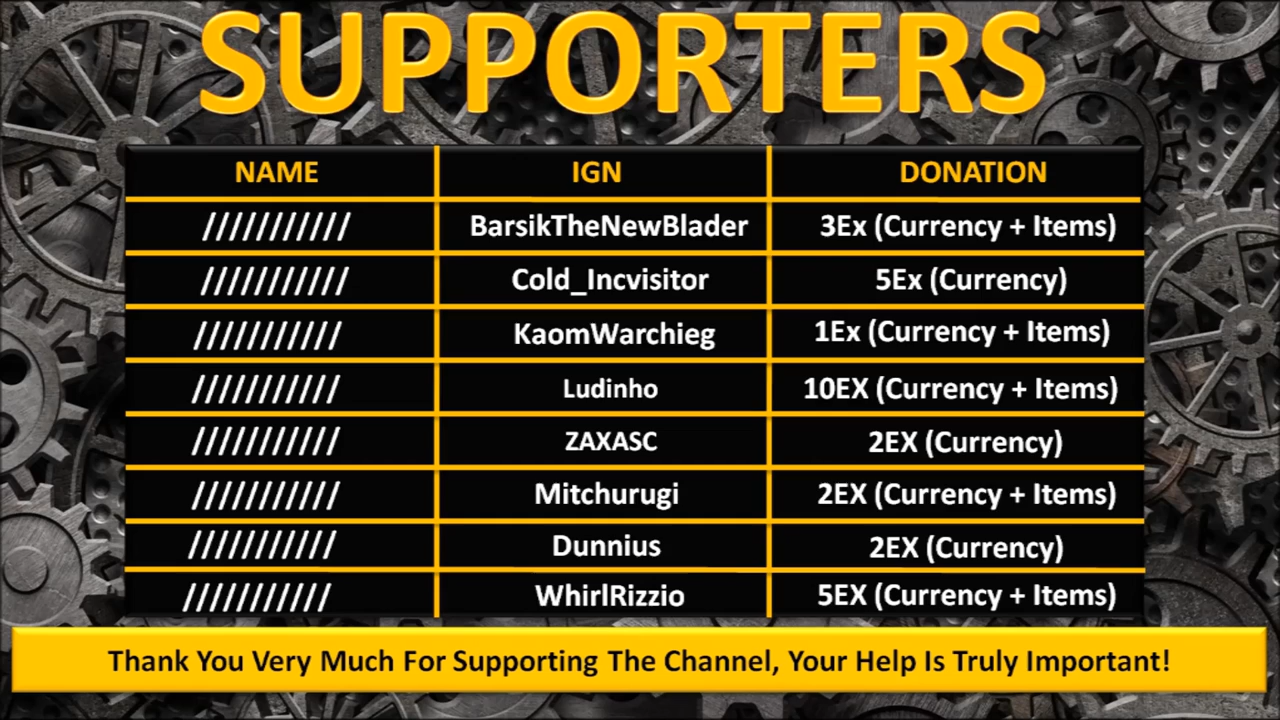 SUPPORTERS
NAME IGN DONATION
/////////// BarsikTheNewBlader 3Ex (Currency + Items)
/////////// Cold_Incvisitor 5Ex (Currency)
/////////// KaomWarchieg 1Ex (Currency + Items)
/////////// Ludinho 10EX (Currency + Items)
/////////// ZAXASC 2EX (Currency)
/////////// Mitchurugi 2EX (Currency + Items)
/////////// Dunnius 2EX (Currency)
/////////// WhirlRizzio 5EX (Currency + Items)
Thank You Very Much For Supporting The Channel, Your Help Is Truly Important!